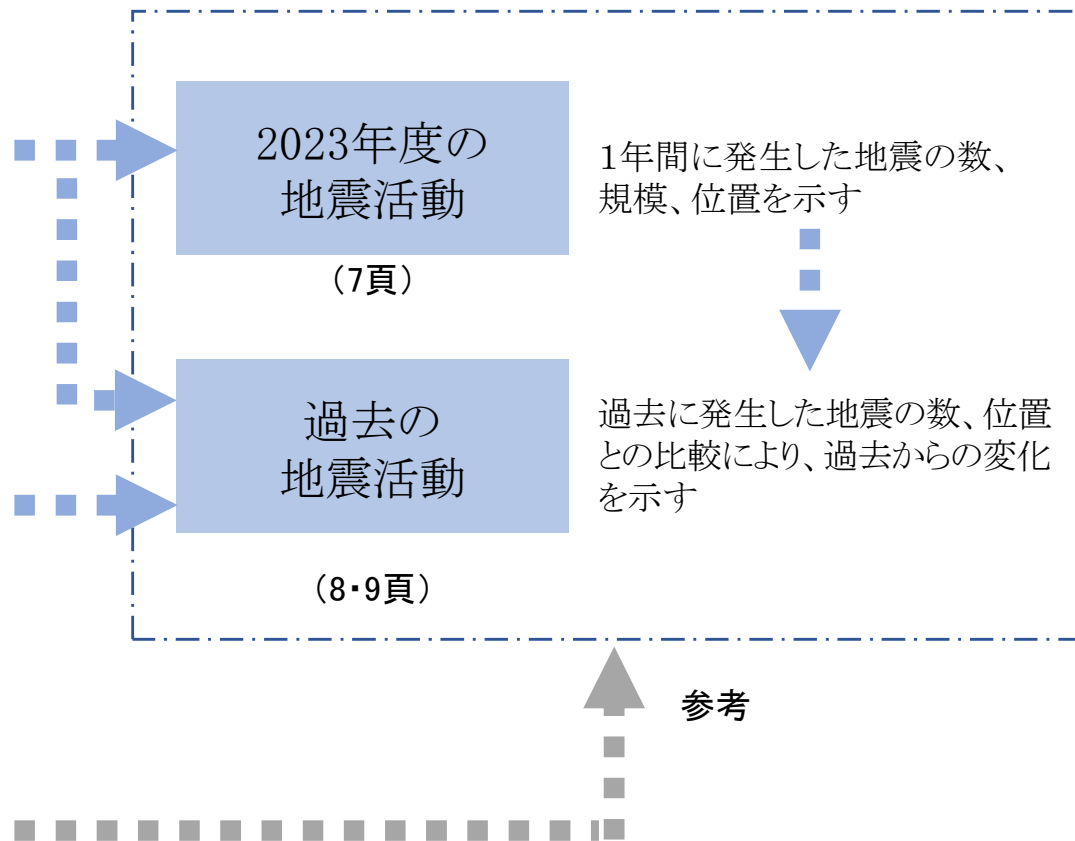 2023年度の
地震活動
１年間に発生した地震の数、
規模、位置を示す
（7頁）
過去の
地震活動
過去に発生した地震の数、位置
との比較により、過去からの変化
を示す
（8・9頁）
参考